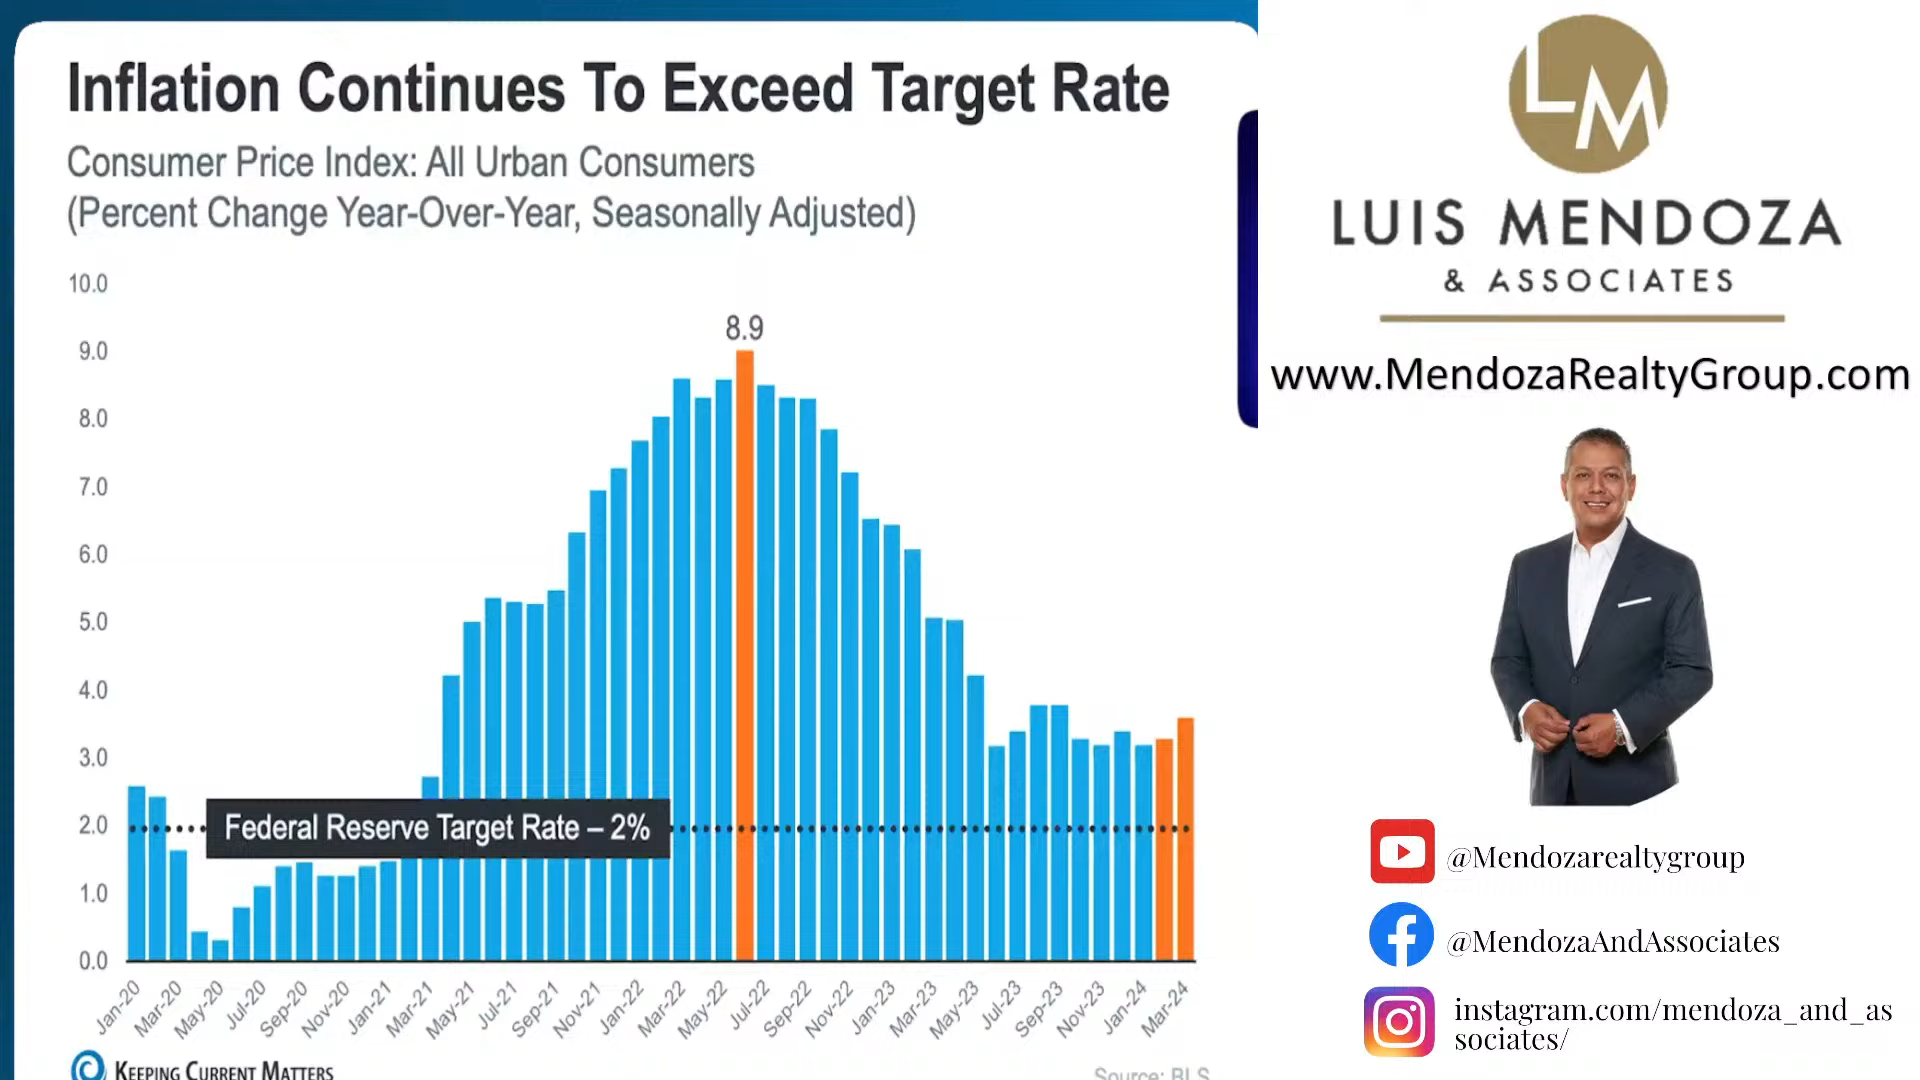 Inflation Continues To Exceed Target Rate
Consumer Price Index: All Urban Consumers
(Percent Change Year-Over-Year, Seasonally Adjusted)
10.0
9.0
8.0
7.0
6.0
5.0
4.0
3.0
2.0
1.0
0.0
8.9
Federal Reserve Target Rate – 2%
Jan-20
Mar-20
May-20
Jul-20
Sep-20
Nov-20
Jan-21
Mar-21
May-21
Jul-21
Sep-21
Nov-21
Jan-22
Mar-22
May-22
Jul-22
Sep-22
Nov-22
Jan-23
Mar-23
May-23
Jul-23
Sep-23
Nov-23
Jan-24
Mar-24
KEEPING CURRENT MATTERS
Source: BLS
LM
LUIS MENDOZA
& ASSOCIATES
www.MendozaRealtyGroup.com
@Mendozarealtygroup
@MendozaAndAssociates
instagram.com/mendoza_and_as
sociates/